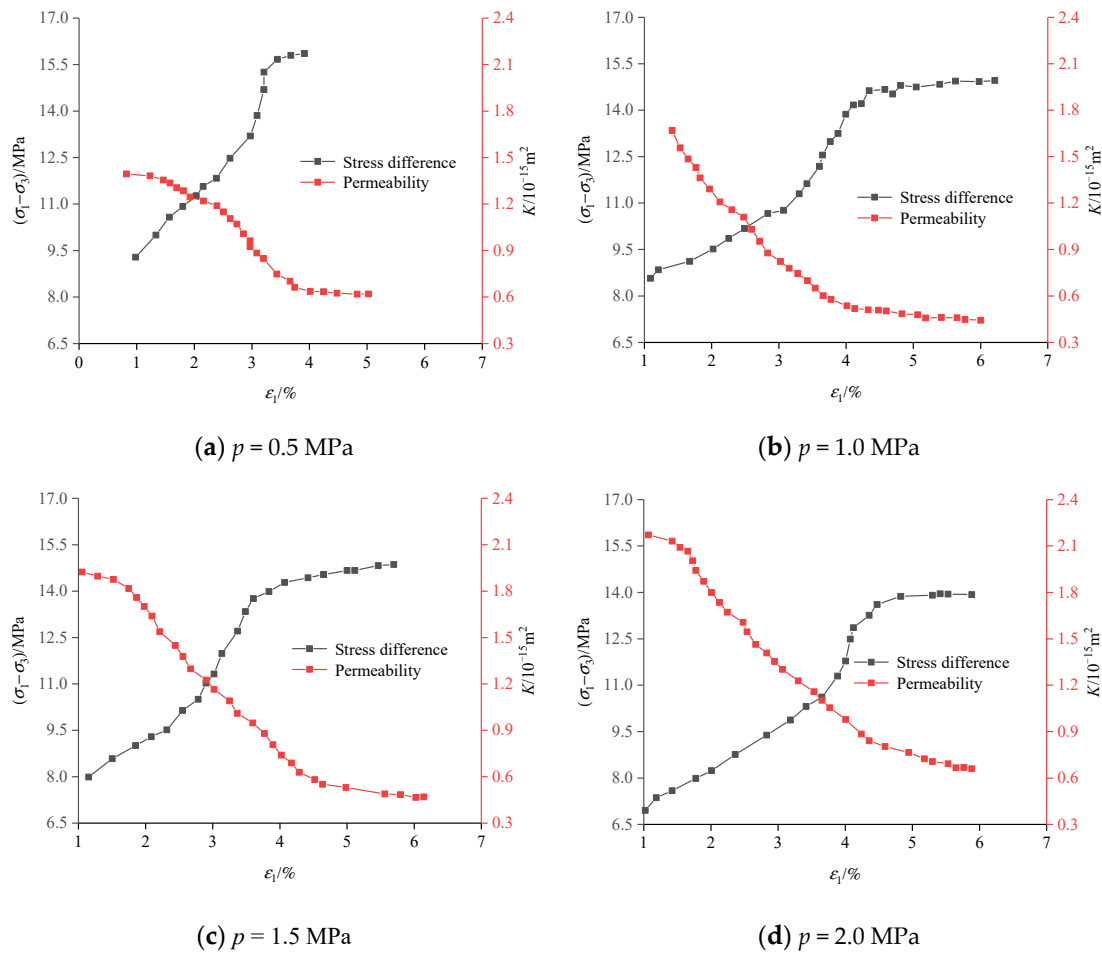 17.0
15.5
14.0
12.5
11.0
9.5
8.0
6.5
(σ₁−σ₃)/MPa
2.4
2.1
1.8
1.5
1.2
0.9
0.6
0.3
K/10⁻¹⁵m²
Stress difference
Permeability
0 1 2 3 4 5 6 7
ε₁/%
(a) p = 0.5 MPa
17.0
15.5
14.0
12.5
11.0
9.5
8.0
6.5
(σ₁−σ₃)/MPa
2.4
2.1
1.8
1.5
1.2
0.9
0.6
0.3
K/10⁻¹⁵m²
Stress difference
Permeability
1 2 3 4 5 6 7
ε₁/%
(b) p = 1.0 MPa
17.0
15.5
14.0
12.5
11.0
9.5
8.0
6.5
(σ₁−σ₃)/MPa
2.4
2.1
1.8
1.5
1.2
0.9
0.6
0.3
K/10⁻¹⁵m²
Stress difference
Permeability
1 2 3 4 5 6 7
ε₁/%
(c) p = 1.5 MPa
17.0
15.5
14.0
12.5
11.0
9.5
8.0
6.5
(σ₁−σ₃)/MPa
2.4
2.1
1.8
1.5
1.2
0.9
0.6
0.3
K/10⁻¹⁵m²
Stress difference
Permeability
1 2 3 4 5 6 7
ε₁/%
(d) p = 2.0 MPa